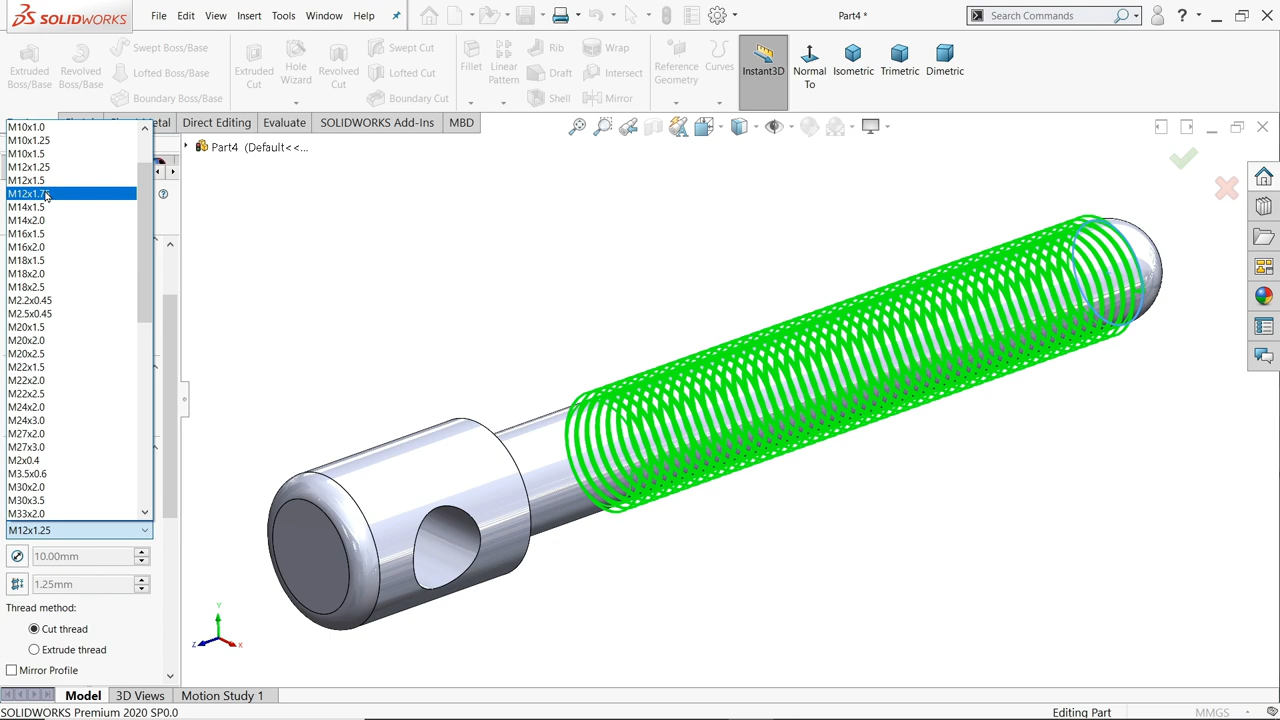 SOLIDWORKS
File Edit View Insert Tools Window Help
Part4 *
Search Commands
Extruded Boss/Base
Revolved Boss/Base
Swept Boss/Base
Lofted Boss/Base
Boundary Boss/Base
Extruded Cut
Hole Wizard
Revolved Cut
Swept Cut
Lofted Cut
Boundary Cut
Fillet
Linear Pattern
Rib
Draft
Shell
Wrap
Intersect
Mirror
Reference Geometry
Curves
Instant3D
Normal To
Isometric
Trimetric
Dimetric
Direct Editing
Evaluate
SOLIDWORKS Add-Ins
MBD
Part4 (Default<<...
M10x1.0
M10x1.25
M10x1.5
M12x1.25
M12x1.5
M12x1.75
M14x1.5
M14x2.0
M16x1.5
M16x2.0
M18x1.5
M18x2.0
M18x2.5
M2.2x0.45
M2.5x0.45
M20x1.5
M20x2.0
M20x2.5
M22x1.5
M22x2.0
M22x2.5
M24x2.0
M24x3.0
M27x2.0
M27x3.0
M2x0.4
M3.5x0.6
M30x2.0
M30x3.5
M33x2.0
M12x1.25
10.00mm
1.25mm
Thread method:
Cut thread
Extrude thread
Mirror Profile
Y
Z
X
Model
3D Views
Motion Study 1
SOLIDWORKS Premium 2020 SP0.0
Editing Part
MMGS